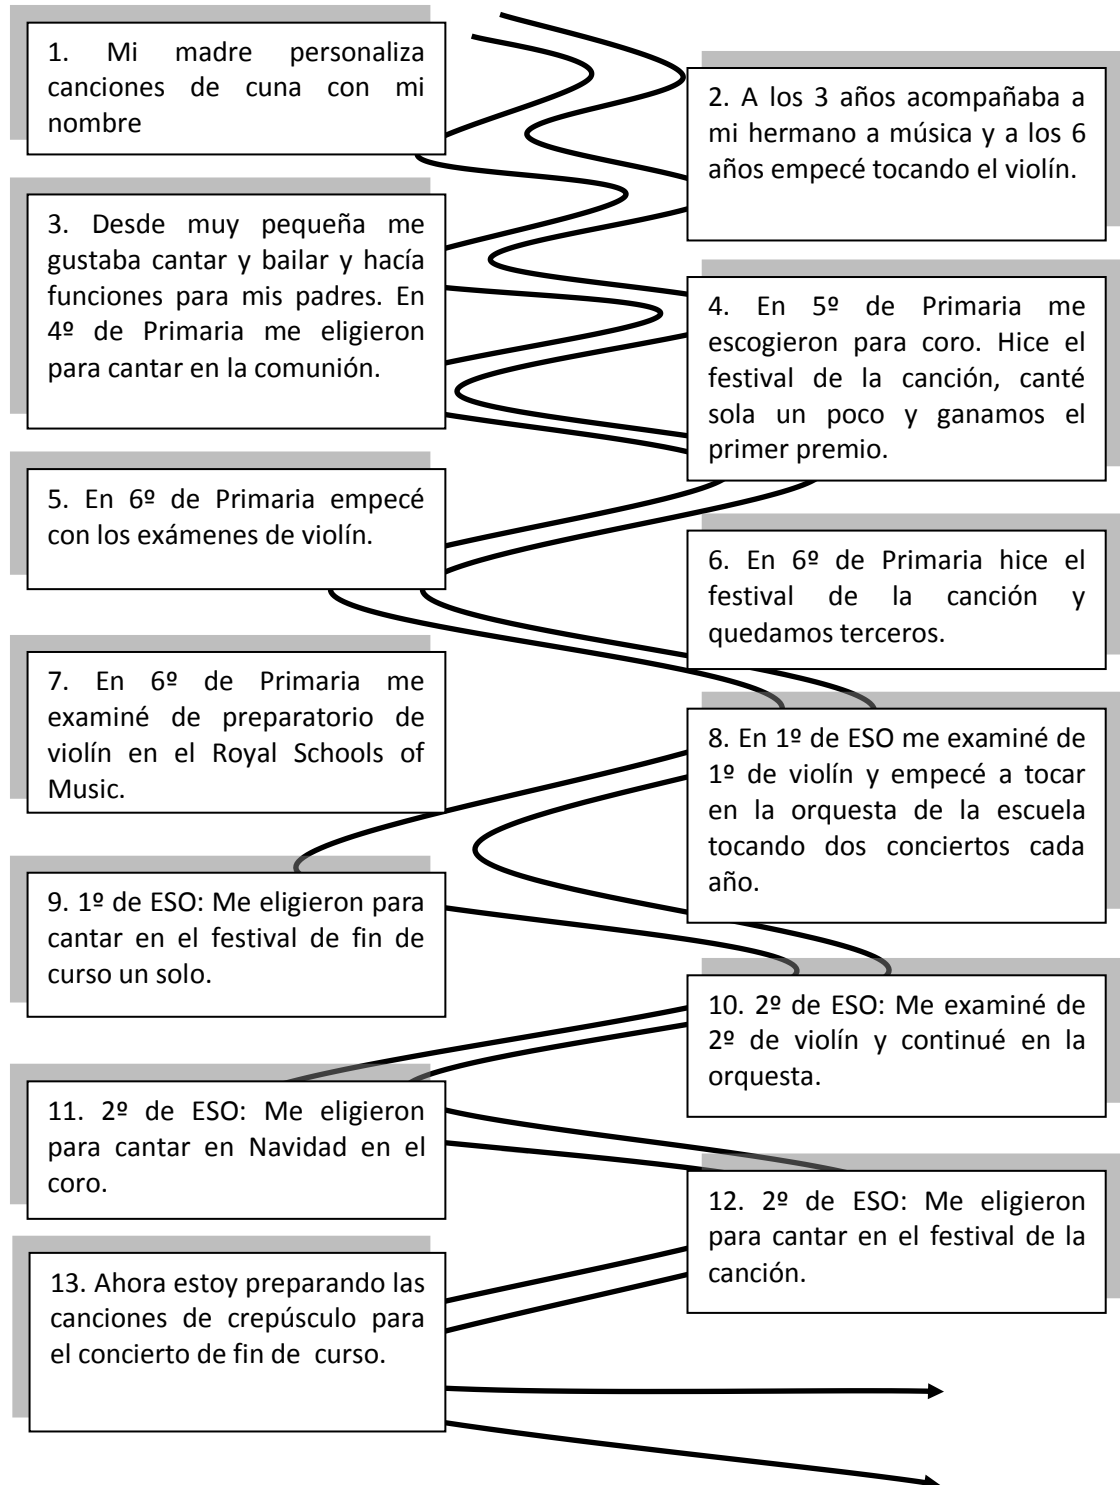 1. Mi madre personaliza
canciones de cuna con mi
nombre
2. A los 3 años acompañaba a
mi hermano a música y a los 6
años empecé tocando el violín.
3. Desde muy pequeña me
gustaba cantar y bailar y hacía
funciones para mis padres. En
4º de Primaria me eligieron
para cantar en la comunión.
4. En 5º de Primaria me
escogieron para coro. Hice el
festival de la canción, canté
sola un poco y ganamos el
primer premio.
5. En 6º de Primaria empecé
con los exámenes de violín.
6. En 6º de Primaria hice el
festival de la canción y
quedamos terceros.
7. En 6º de Primaria me
examiné de preparatorio de
violín en el Royal Schools of
Music.
8. En 1º de ESO me examiné de
1º de violín y empecé a tocar
en la orquesta de la escuela
tocando dos conciertos cada
año.
9. 1º de ESO: Me eligieron para
cantar en el festival de fin de
curso un solo.
10. 2º de ESO: Me examiné de
2º de violín y continué en la
orquesta.
11. 2º de ESO: Me eligieron
para cantar en Navidad en el
coro.
12. 2º de ESO: Me eligieron
para cantar en el festival de la
canción.
13. Ahora estoy preparando las
canciones de crepúsculo para
el concierto de fin de curso.